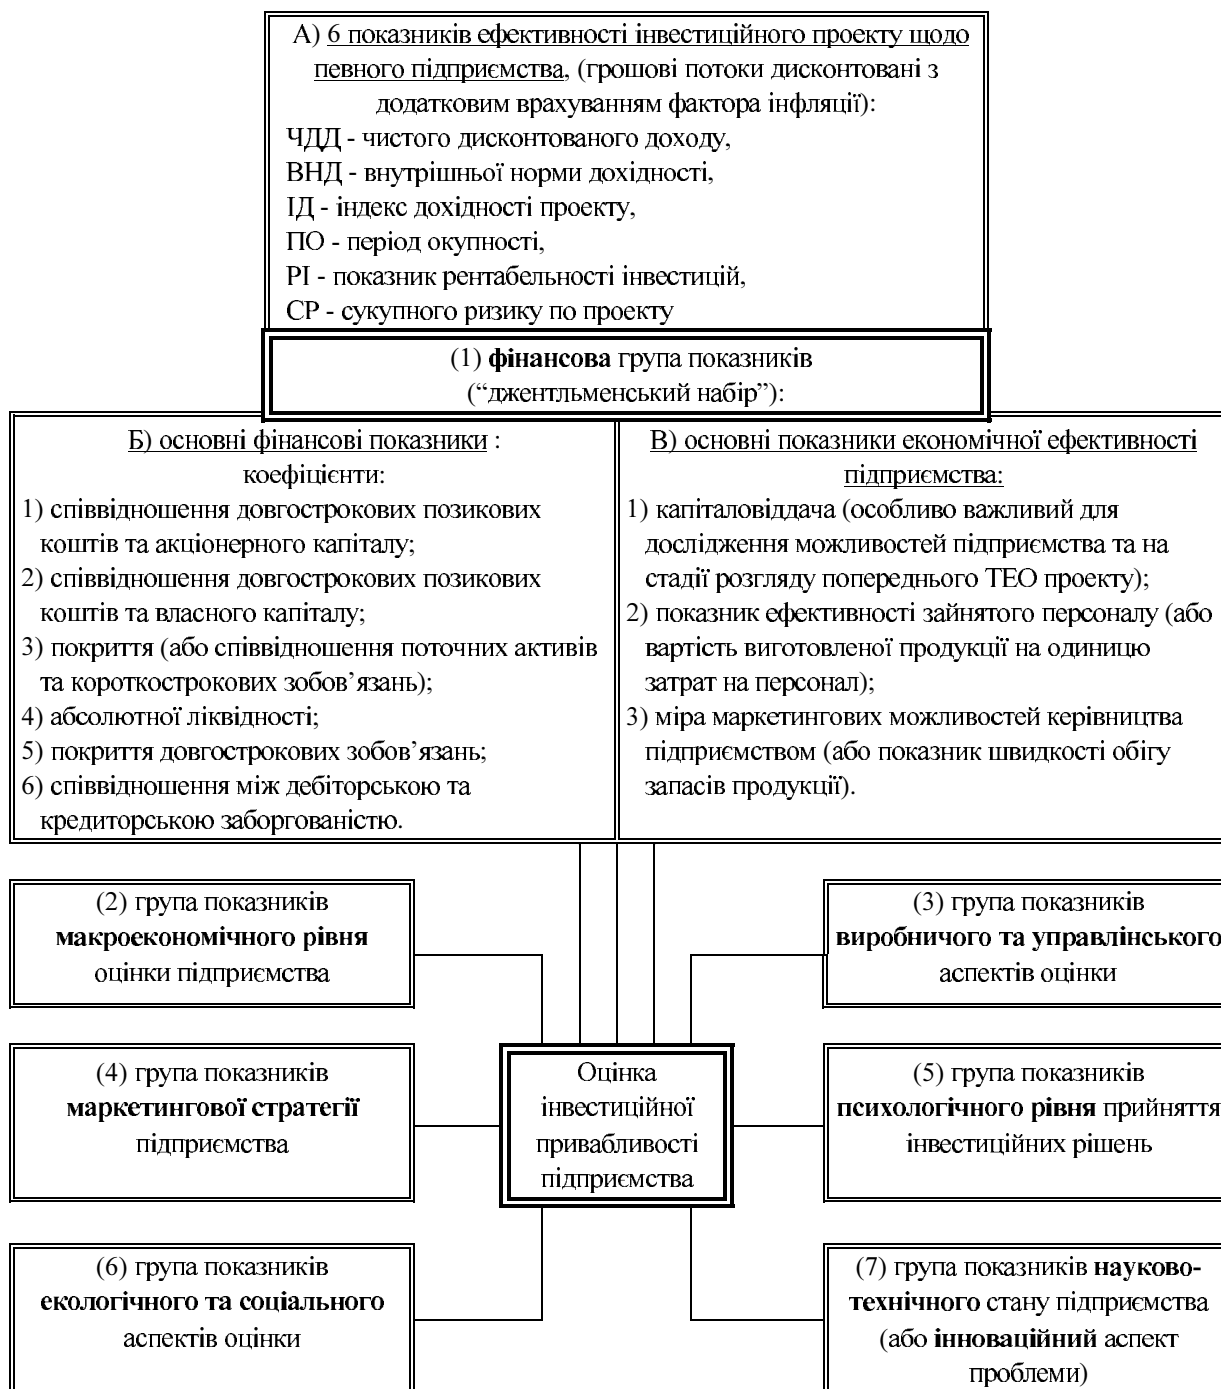 А) 6 показників ефективності інвестиційного проекту щодо
певного підприємства, (грошові потоки дисконтовані з
додатковим врахуванням фактора інфляції):
ЧДД - чистого дисконтованого доходу,
ВНД - внутрішньої норми дохідності,
ІД - індекс дохідності проекту,
ПО - період окупності,
РІ - показник рентабельності інвестицій,
СР - сукупного ризику по проекту
(1) фінансова група показників
(“джентльменський набір”):
Б) основні фінансові показники :
коефіцієнти:
1) співвідношення довгострокових позикових
коштів та акціонерного капіталу;
2) співвідношення довгострокових позикових
коштів та власного капіталу;
3) покриття (або співвідношення поточних активів
та короткострокових зобов’язань);
4) абсолютної ліквідності;
5) покриття довгострокових зобов’язань;
6) співвідношення між дебіторською та
кредиторською заборгованістю.
В) основні показники економічної ефективності
підприємства:
1) капіталовіддача (особливо важливий для
дослідження можливостей підприємства та на
стадії розгляду попереднього ТЕО проекту);
2) показник ефективності зайнятого персоналу (або
вартість виготовленої продукції на одиницю
затрат на персонал);
3) міра маркетингових можливостей керівництва
підприємством (або показник швидкості обігу
запасів продукції).
(2) група показників
макроекономічного рівня
оцінки підприємства
(3) група показників
виробничого та управлінського
аспектів оцінки
(4) група показників
маркетингової стратегії
підприємства
Оцінка
інвестиційної
привабливості
підприємства
(5) група показників
психологічного рівня прийняття
інвестиційних рішень
(6) група показників
екологічного та соціального
аспектів оцінки
(7) група показників науково-
технічного стану підприємства
(або інноваційний аспект
проблеми)